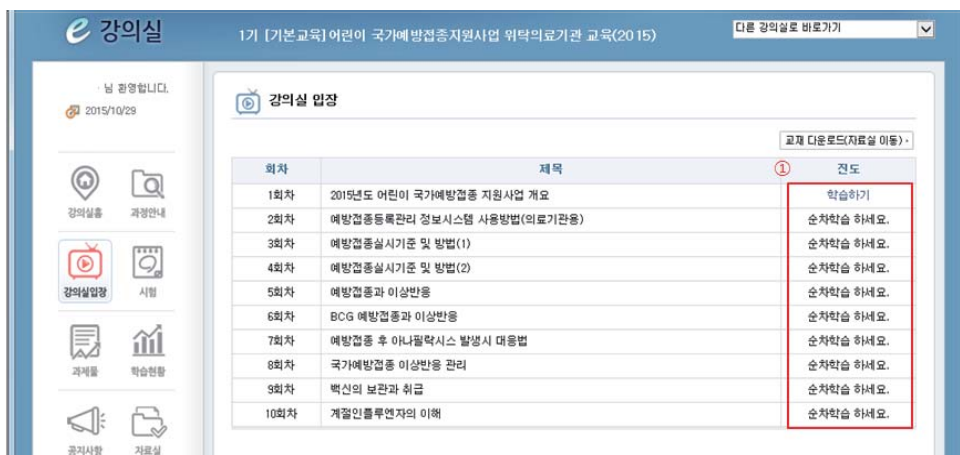 e 강의실
1기 [기본교육]어린이 국가예방접종지원사업 위탁의료기관 교육(2015)
다른 강의실로 바로가기
님 환영합니다.
2015/10/29
강의실홈 과정안내
강의실입장 시험
과제물 학습현황
공지사항 자료실
강의실 입장
교재 다운로드(자료실 이동)
회차 제목 ① 진도
1회차 2015년도 어린이 국가예방접종 지원사업 개요 학습하기
2회차 예방접종등록관리 정보시스템 사용방법(의료기관용) 순차학습 하세요.
3회차 예방접종실시기준 및 방법(1) 순차학습 하세요.
4회차 예방접종실시기준 및 방법(2) 순차학습 하세요.
5회차 예방접종과 이상반응 순차학습 하세요.
6회차 BCG 예방접종과 이상반응 순차학습 하세요.
7회차 예방접종 후 아나필락시스 발생시 대응법 순차학습 하세요.
8회차 국가예방접종 이상반응 관리 순차학습 하세요.
9회차 백신의 보관과 취급 순차학습 하세요.
10회차 계절인플루엔자의 이해 순차학습 하세요.